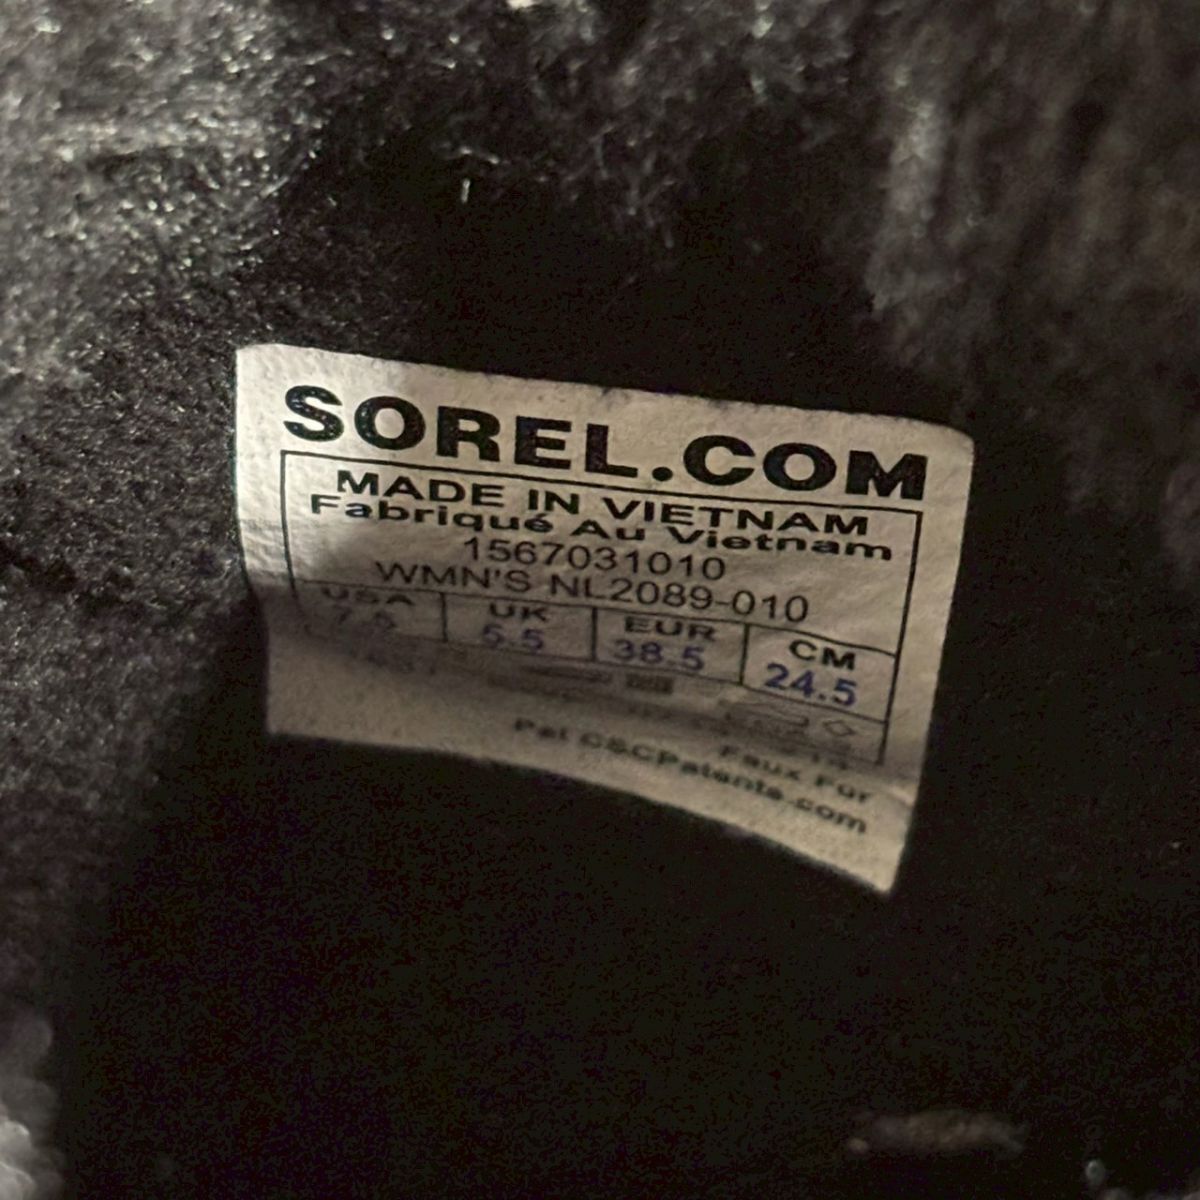 SOREL.COM
MADE IN VIETNAM
Fabriqué Au Vietnam
1567031010
WMN'S NL2089-010
USA UK EUR CM
7.5 5.5 38.5 24.5
Faux Fur
Pat CSCPatents.com